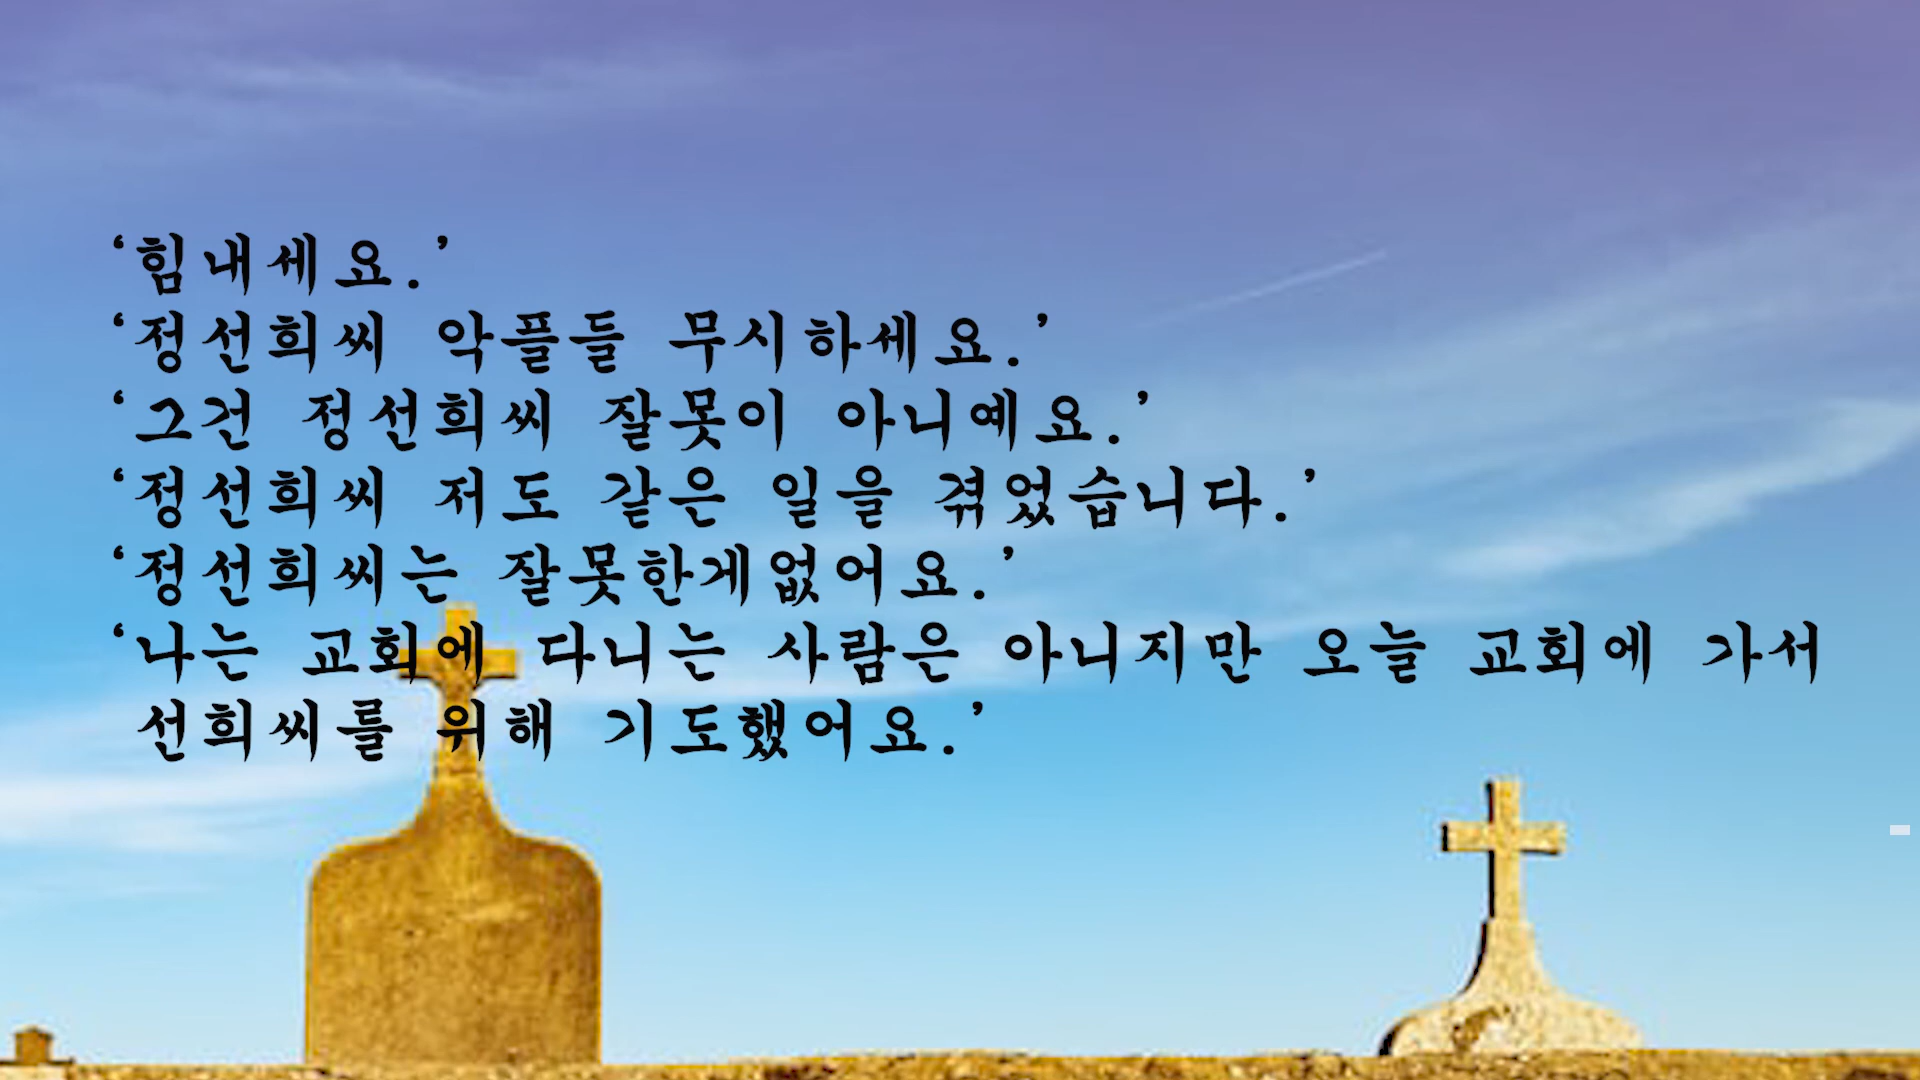 ‘힘내세요.’
‘정선희씨 악플들 무시하세요.’
‘그건 정선희씨 잘못이 아니예요.’
‘정선희씨 저도 같은 일을 겪었습니다.’
‘정선희씨는 잘못한게없어요.’
‘나는 교회에 다니는 사람은 아니지만 오늘 교회에 가서
선희씨를 위해 기도했어요.’